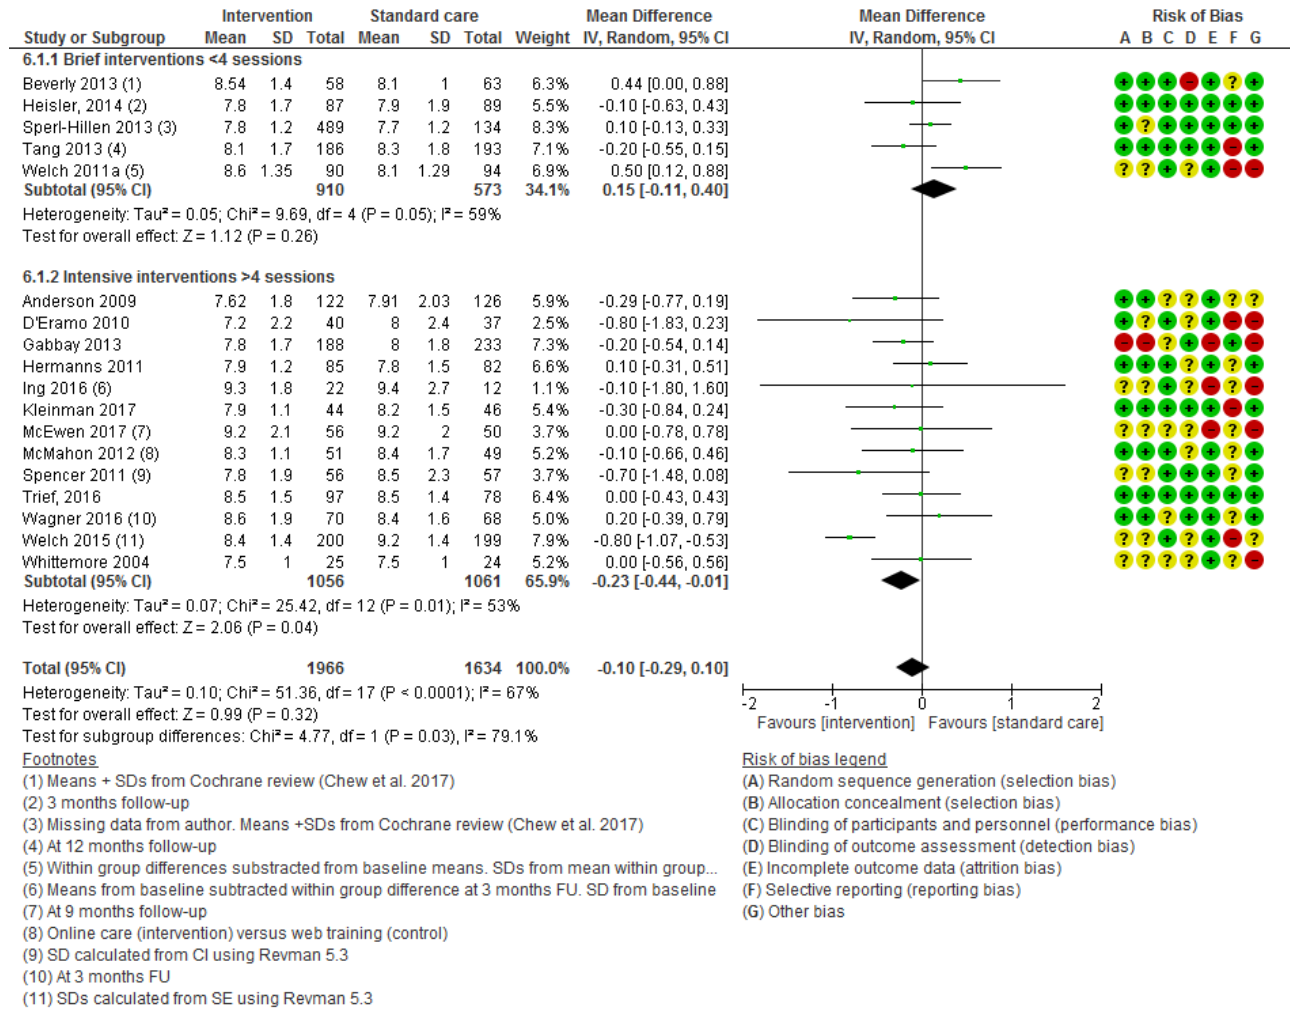 Intervention Standard care Mean Difference Mean Difference Risk of Bias
Study or Subgroup Mean SD Total Mean SD Total Weight IV, Random, 95% CI IV, Random, 95% CI A B C D E F G
6.1.1 Brief interventions <4 sessions
Beverly 2013 (1) 8.54 1.4 58 8.1 1 63 6.3% 0.44 [0.00, 0.88] + + + - + ? +
Heisler, 2014 (2) 7.8 1.7 87 7.9 1.9 89 5.5% -0.10 [-0.63, 0.43] + + + + + + +
Sperl-Hillen 2013 (3) 7.8 1.2 489 7.7 1.2 134 8.3% 0.10 [-0.13, 0.33] + ? + + + + +
Tang 2013 (4) 8.1 1.7 186 8.3 1.8 193 7.1% -0.20 [-0.55, 0.15] + + + + + - +
Welch 2011a (5) 8.6 1.35 90 8.1 1.29 94 6.9% 0.50 [0.12, 0.88] ? ? + ? + - -
Subtotal (95% CI) 910 573 34.1% 0.15 [-0.11, 0.40]
Heterogeneity: Tau² = 0.05; Chi² = 9.69, df = 4 (P = 0.05); I² = 59%
Test for overall effect: Z = 1.12 (P = 0.26)
6.1.2 Intensive interventions >4 sessions
Anderson 2009 7.62 1.8 122 7.91 2.03 126 5.9% -0.29 [-0.77, 0.19] + + ? ? + ? ?
D'Eramo 2010 7.2 2.2 40 8 2.4 37 2.5% -0.80 [-1.83, 0.23] + ? + ? + - -
Gabbay 2013 7.8 1.7 188 8 1.8 233 7.3% -0.20 [-0.54, 0.14] - - ? + - + -
Hermanns 2011 7.9 1.2 85 7.8 1.5 82 6.6% 0.10 [-0.31, 0.51] + + + ? + ? +
Ing 2016 (6) 9.3 1.8 22 9.4 2.7 12 1.1% -0.10 [-1.80, 1.60] ? ? + ? - ? -
Kleinman 2017 7.9 1.1 44 8.2 1.5 46 5.4% -0.30 [-0.84, 0.24] + + + + + - +
McEwen 2017 (7) 9.2 2.1 56 9.2 2 50 3.7% 0.00 [-0.78, 0.78] ? ? ? ? - ? -
McMahon 2012 (8) 8.3 1.1 51 8.4 1.7 49 5.2% -0.10 [-0.66, 0.46] + + + ? + ? +
Spencer 2011 (9) 7.8 1.9 56 8.5 2.3 57 3.7% -0.70 [-1.48, 0.08] ? ? + + + ? +
Trief, 2016 8.5 1.5 97 8.5 1.4 78 6.4% 0.00 [-0.43, 0.43] + + + + + + +
Wagner 2016 (10) 8.6 1.9 70 8.4 1.6 68 5.0% 0.20 [-0.39, 0.79] + + ? + ? + +
Welch 2015 (11) 8.4 1.4 200 9.2 1.4 199 7.9% -0.80 [-1.07, -0.53] ? ? + ? + - ?
Whittemore 2004 7.5 1 25 7.5 1 24 5.2% 0.00 [-0.56, 0.56] ? ? ? ? + ? -
Subtotal (95% CI) 1056 1061 65.9% -0.23 [-0.44, -0.01]
Heterogeneity: Tau² = 0.07; Chi² = 25.42, df = 12 (P = 0.01); I² = 53%
Test for overall effect: Z = 2.06 (P = 0.04)
Total (95% CI) 1966 1634 100.0% -0.10 [-0.29, 0.10]
Heterogeneity: Tau² = 0.10; Chi² = 51.36, df = 17 (P < 0.0001); I² = 67%
Test for overall effect: Z = 0.99 (P = 0.32)
Test for subgroup differences: Chi² = 4.77, df = 1 (P = 0.03), I² = 79.1%
-2 -1 0 1 2
Favours [intervention] Favours [standard care]
Footnotes
(1) Means + SDs from Cochrane review (Chew et al. 2017)
(2) 3 months follow-up
(3) Missing data from author. Means +SDs from Cochrane review (Chew et al. 2017)
(4) At 12 months follow-up
(5) Within group differences substracted from baseline means. SDs from mean within group...
(6) Means from baseline subtracted within group difference at 3 months FU. SD from baseline
(7) At 9 months follow-up
(8) Online care (intervention) versus web training (control)
(9) SD calculated from CI using Revman 5.3
(10) At 3 months FU
(11) SDs calculated from SE using Revman 5.3
Risk of bias legend
(A) Random sequence generation (selection bias)
(B) Allocation concealment (selection bias)
(C) Blinding of participants and personnel (performance bias)
(D) Blinding of outcome assessment (detection bias)
(E) Incomplete outcome data (attrition bias)
(F) Selective reporting (reporting bias)
(G) Other bias